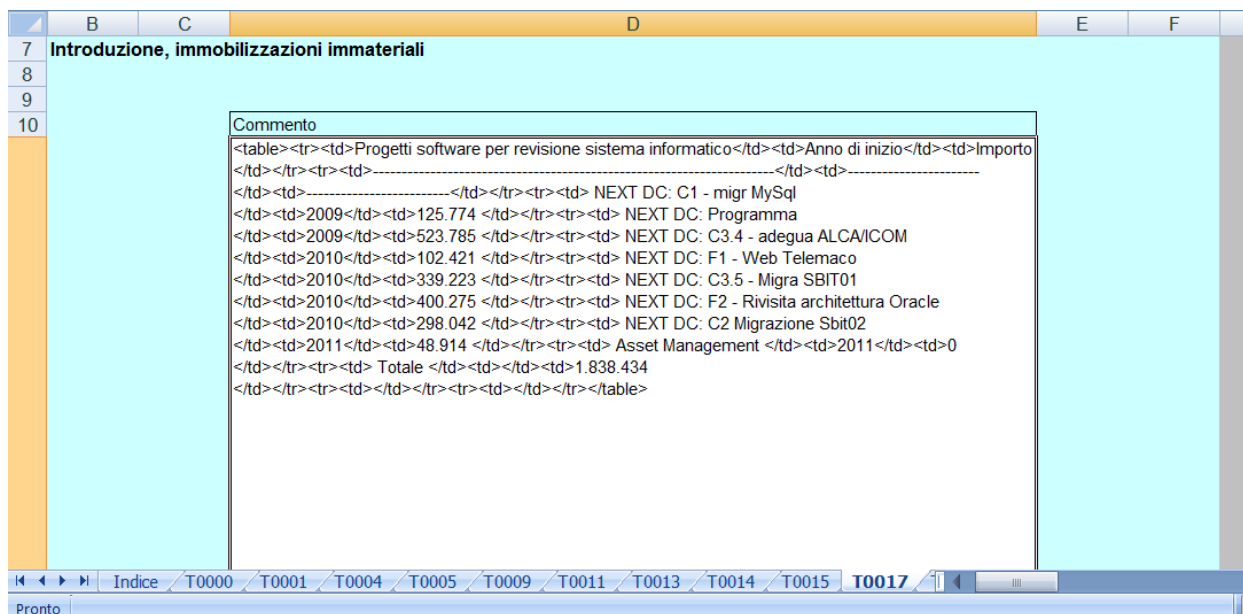 B C D E F
7 Introduzione, immobilizzazioni immateriali
8
9
10 Commento
<table><tr><td>Progetti software per revisione sistema informatico</td><td>Anno di inizio</td><td>Importo
</td></tr><tr><td>-----------------------------------------------------------------------</td><td>-----------------------
</td><td>-------------------------</td></tr><tr><td> NEXT DC: C1 - migr MySql
</td><td>2009</td><td>125.774 </td></tr><tr><td> NEXT DC: Programma
</td><td>2009</td><td>523.785 </td></tr><tr><td> NEXT DC: C3.4 - adegua ALCA/ICOM
</td><td>2010</td><td>102.421 </td></tr><tr><td> NEXT DC: F1 - Web Telemaco
</td><td>2010</td><td>339.223 </td></tr><tr><td> NEXT DC: C3.5 - Migra SBIT01
</td><td>2010</td><td>400.275 </td></tr><tr><td> NEXT DC: F2 - Rivisita architettura Oracle
</td><td>2010</td><td>298.042 </td></tr><tr><td> NEXT DC: C2 Migrazione Sbit02
</td><td>2011</td><td>48.914 </td></tr><tr><td> Asset Management </td><td>2011</td><td>0
</td></tr><tr><td> Totale </td><td></td><td>1.838.434
</td></tr><tr><td></td></tr><tr><td></td></tr></table>
Indice T0000 T0001 T0004 T0005 T0009 T0011 T0013 T0014 T0015 T0017
Pronto